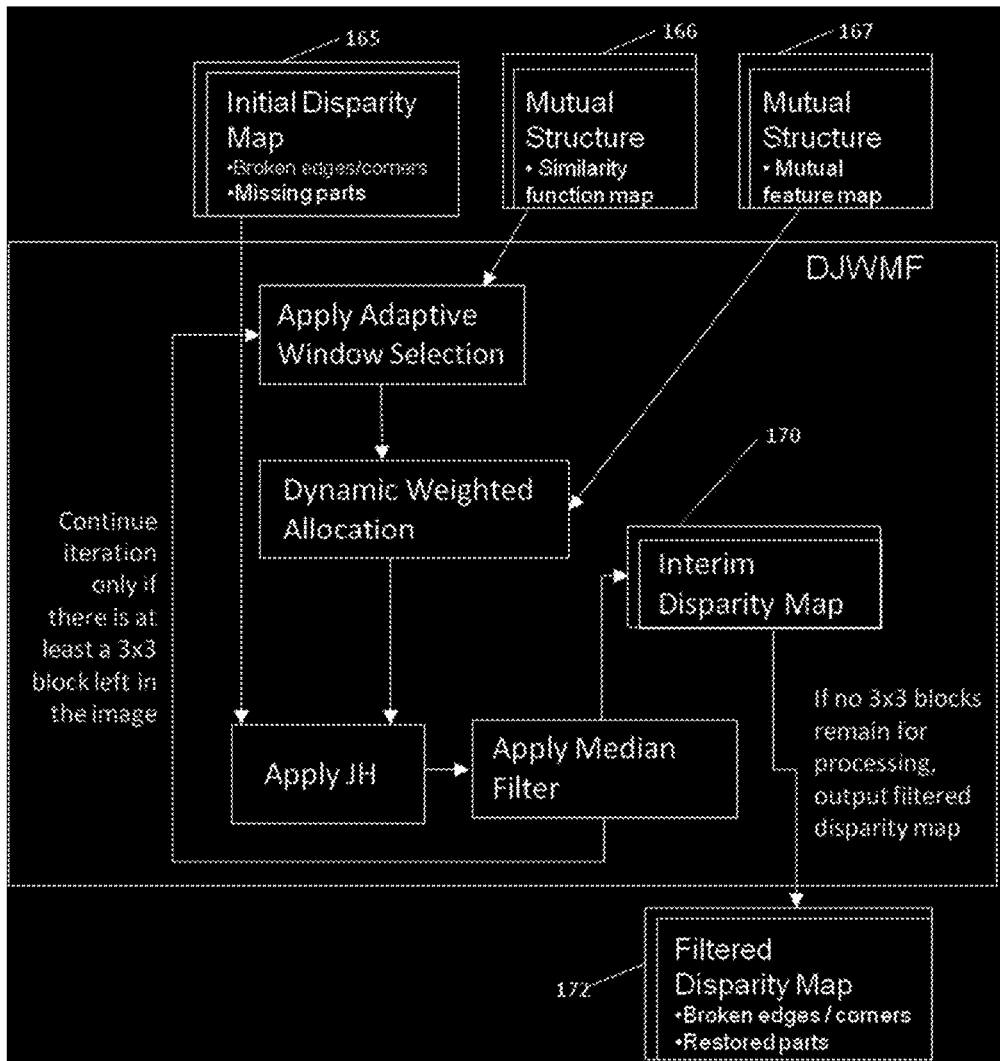 165
166
167
Initial Disparity
Map
•Broken edges/corners
•Missing parts
Mutual
Structure
• Similarity
function map
Mutual
Structure
• Mutual
feature map
DJWMF
Apply Adaptive
Window Selection
170
Dynamic Weighted
Allocation
Continue
iteration
only if
there is at
least a 3x3
block left in
the image
Interim
Disparity Map
If no 3x3 blocks
remain for
processing,
output filtered
disparity map
Apply JH
Apply Median
Filter
172
Filtered
Disparity Map
•Broken edges / corners
•Restored parts